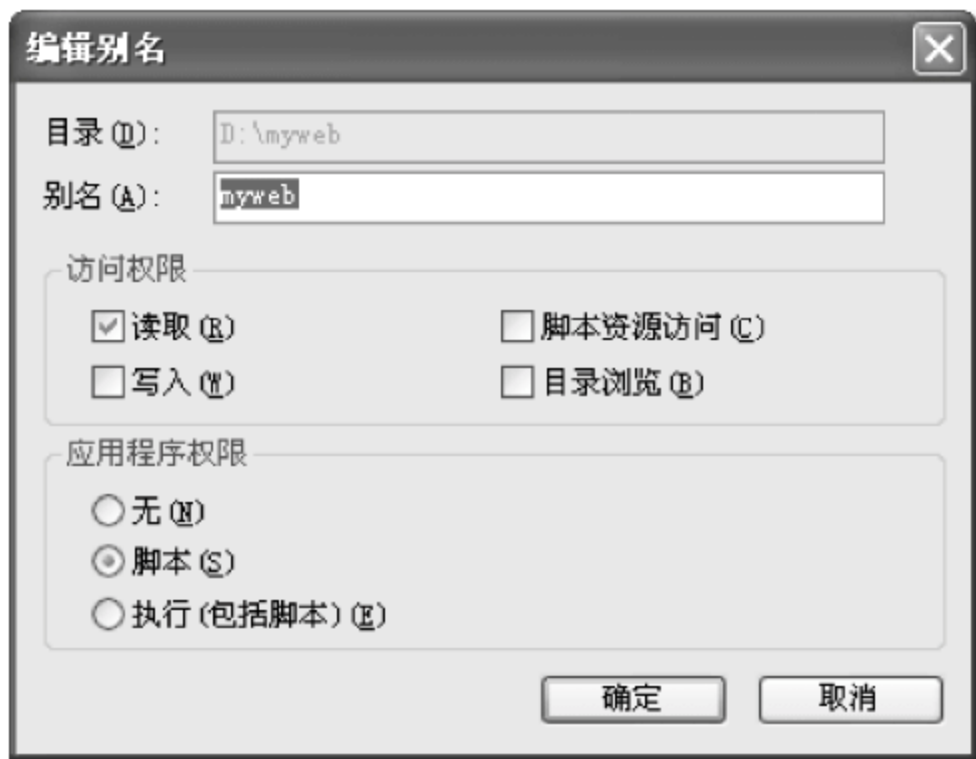 编辑别名
目录(D): D:\myweb
别名(A): myweb
访问权限
读取(R) 脚本资源访问(C)
写入(W) 目录浏览(B)
应用程序权限
无(N)
脚本(S)
执行(包括脚本)(E)
确定 取消